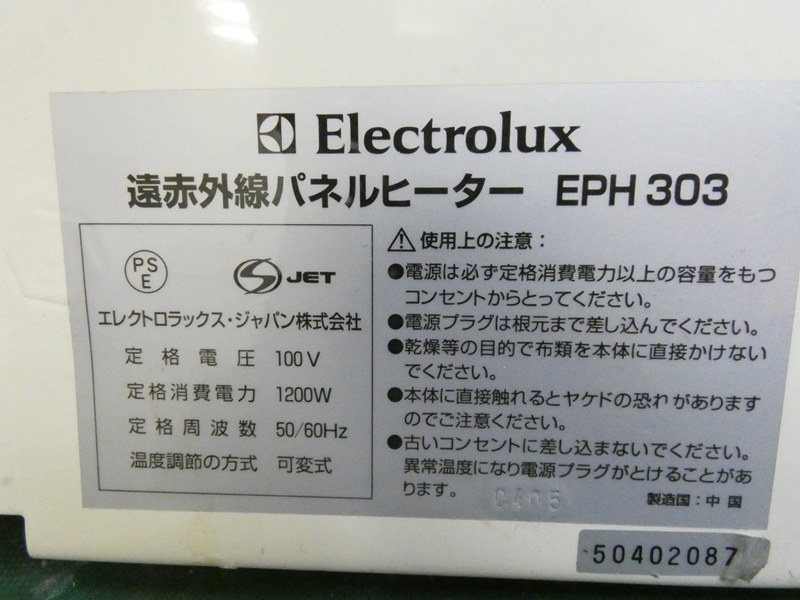 Electrolux
遠赤外線パネルヒーター EPH 303
PS
E
JET
エレクトロラックス・ジャパン株式会社
定格電圧 100V
定格消費電力 1200W
定格周波数 50/60Hz
温度調節の方式 可変式
使用上の注意：
●電源は必ず定格消費電力以上の容量をもつ
コンセントからとってください。
●電源プラグは根元まで差し込んでください。
●乾燥等の目的で布類を本体に直接かけない
でください。
●本体に直接触れるとヤケドの恐れがあります
のでご注意ください。
●古いコンセントに差し込まないでください。
異常温度になり電源プラグがとけることがあ
ります。
0405
製造国：中国
50402087